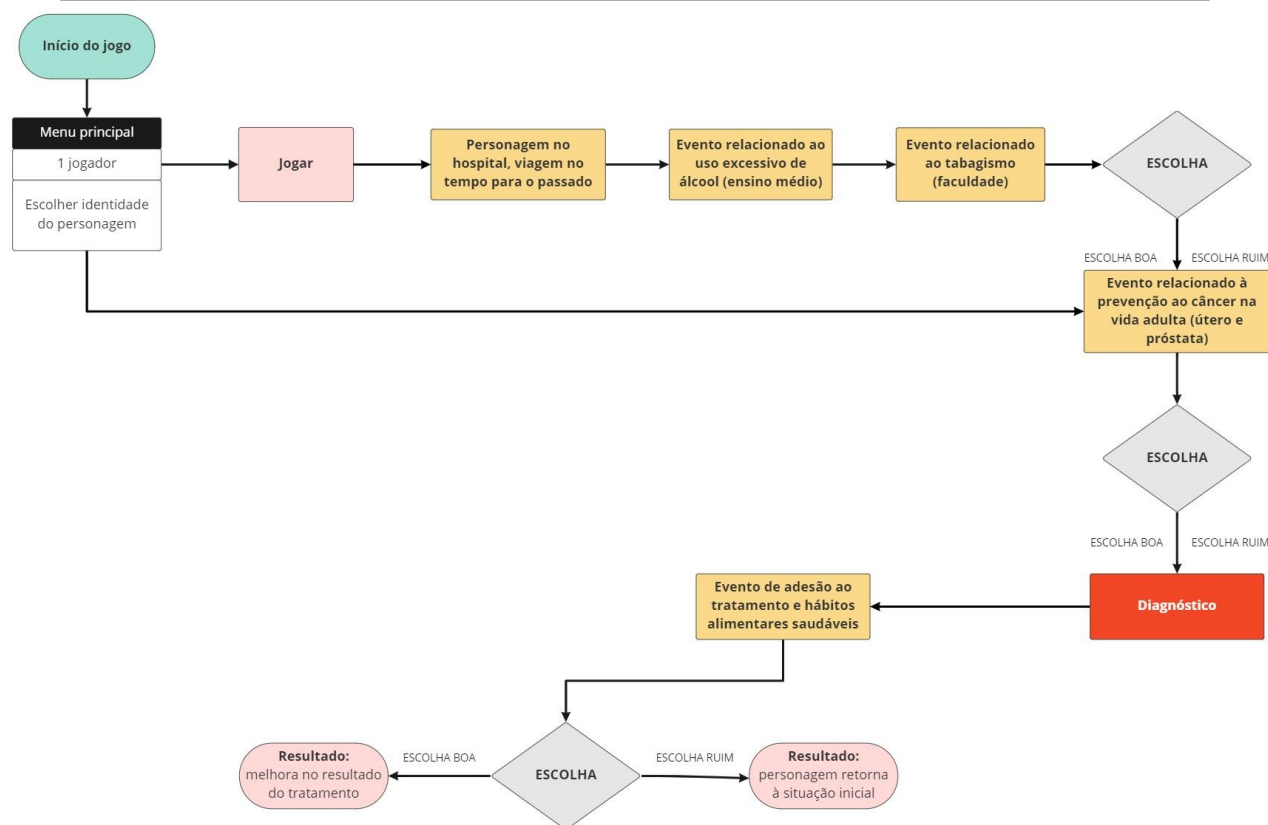 Início do jogo
Menu principal
1 jogador
Escolher identidade
do personagem
Jogar
Personagem no
hospital, viagem no
tempo para o passado
Evento relacionado ao
uso excessivo de
álcool (ensino médio)
Evento relacionado
ao tabagismo
(faculdade)
ESCOLHA
ESCOLHA BOA
ESCOLHA RUIM
Evento relacionado à
prevenção ao câncer na
vida adulta (útero e
próstata)
ESCOLHA
ESCOLHA BOA
ESCOLHA RUIM
Diagnóstico
Evento de adesão ao
tratamento e hábitos
alimentares saudáveis
ESCOLHA
ESCOLHA BOA
ESCOLHA RUIM
Resultado:
melhora no resultado
do tratamento
Resultado:
personagem retorna
à situação inicial